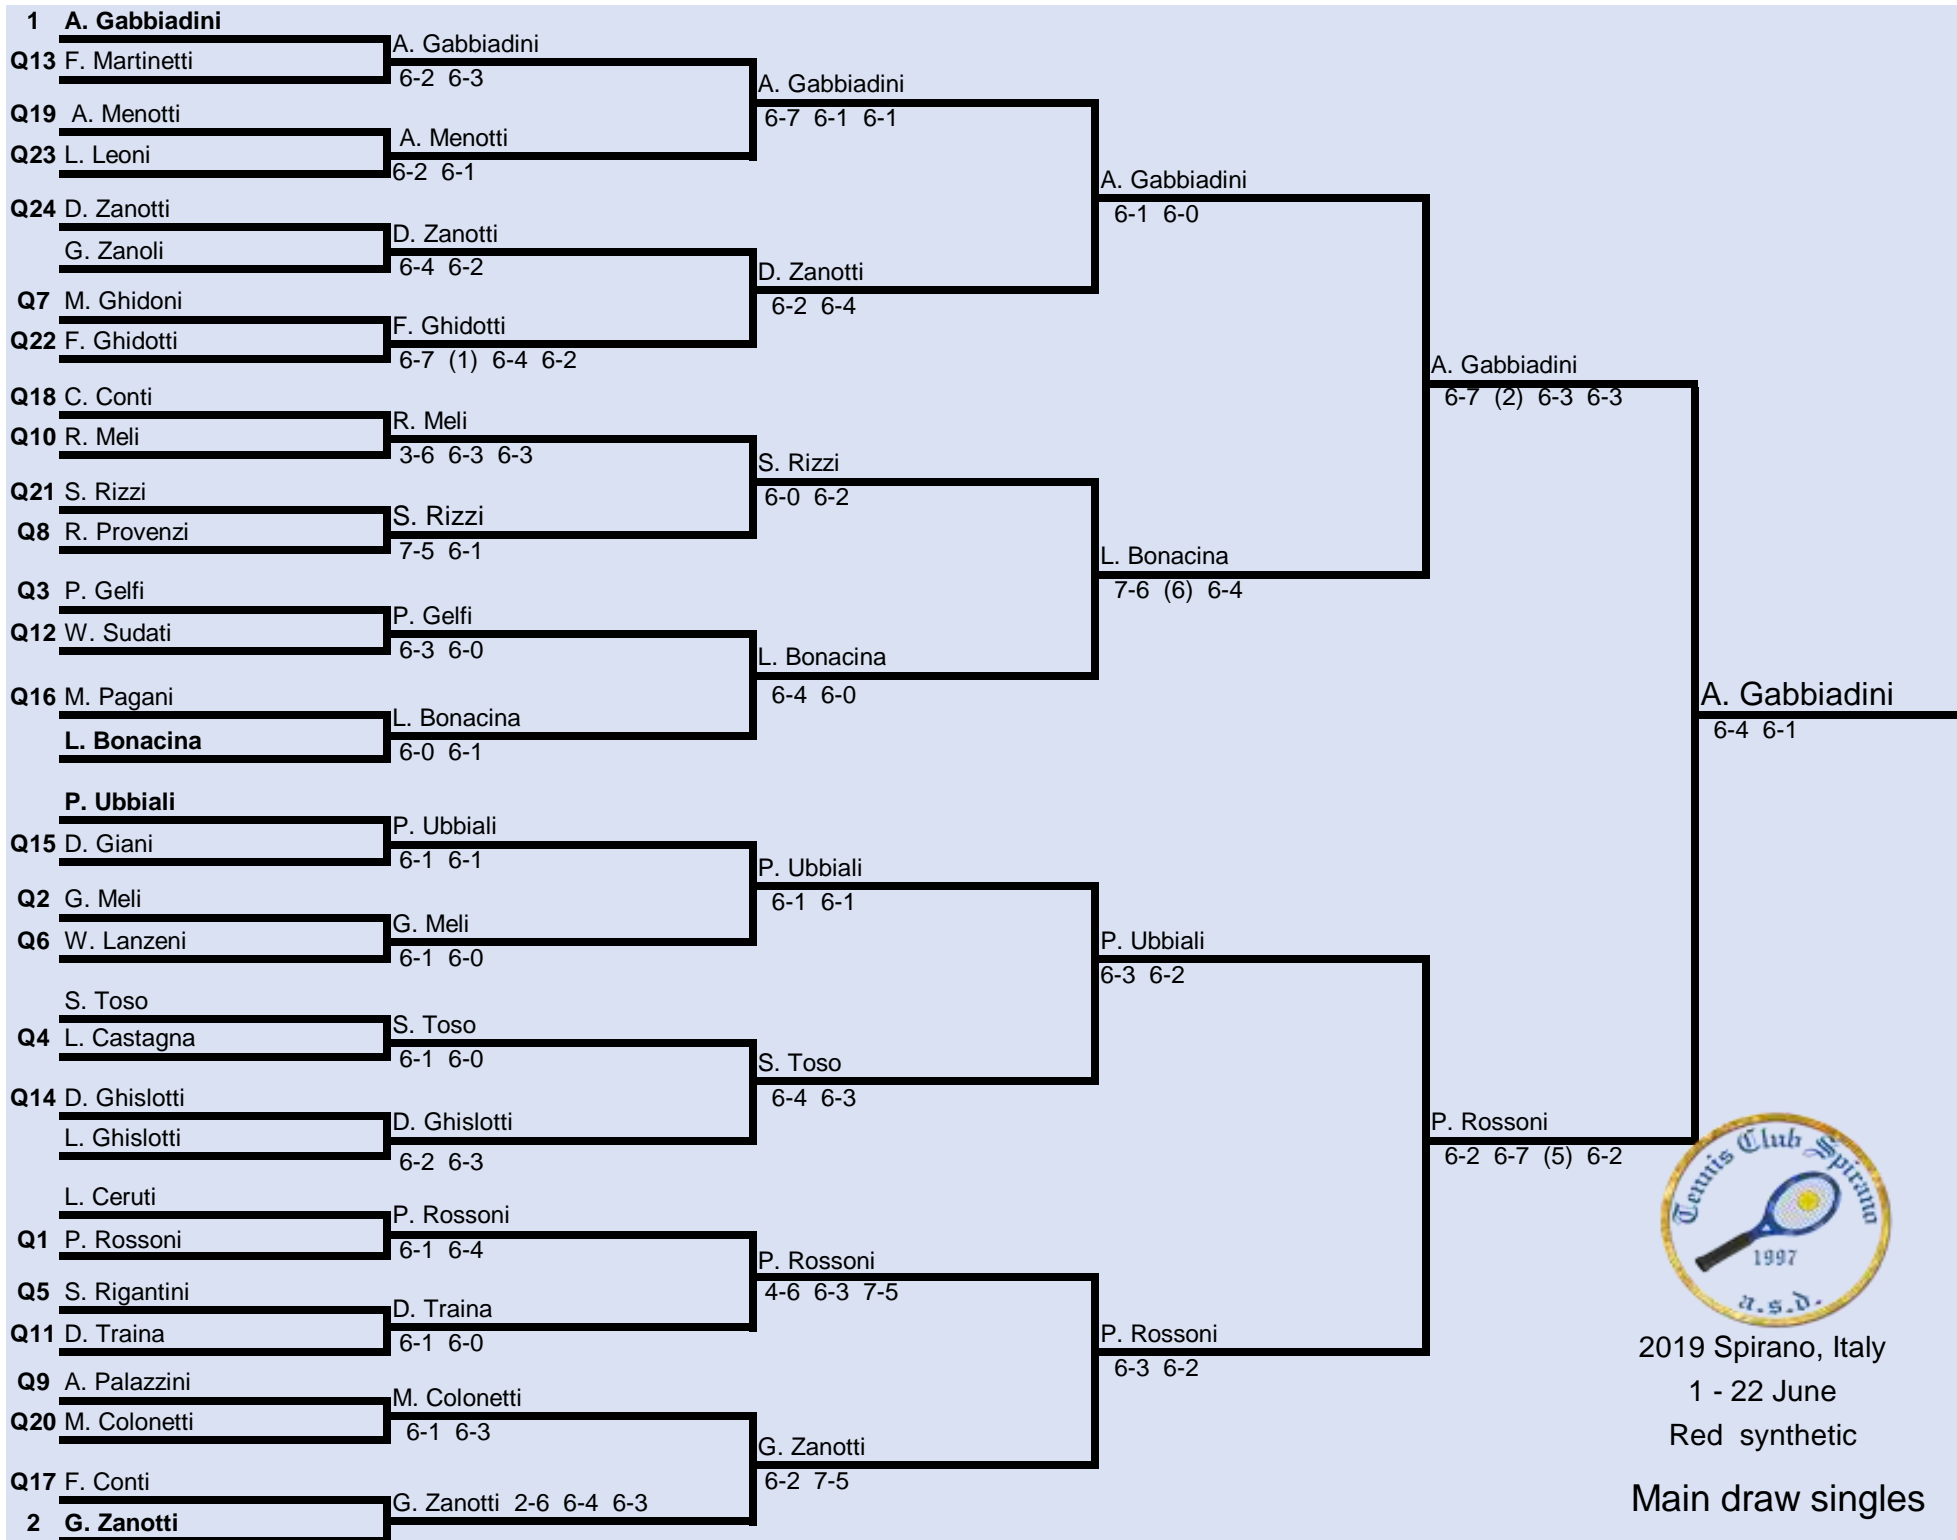 1 A. Gabbiadini
Q13 F. Martinetti
Q19 A. Menotti
Q23 L. Leoni
Q24 D. Zanotti
G. Zanoli
Q7 M. Ghidoni
Q22 F. Ghidotti
Q18 C. Conti
Q10 R. Meli
Q21 S. Rizzi
Q8 R. Provenzi
Q3 P. Gelfi
Q12 W. Sudati
Q16 M. Pagani
L. Bonacina
P. Ubbiali
Q15 D. Giani
Q2 G. Meli
Q6 W. Lanzeni
S. Toso
Q4 L. Castagna
Q14 D. Ghislotti
L. Ghislotti
L. Ceruti
Q1 P. Rossoni
Q5 S. Rigantini
Q11 D. Traina
Q9 A. Palazzini
Q20 M. Colonetti
Q17 F. Conti
2 G. Zanotti
A. Gabbiadini
6-2 6-3
A. Menotti
6-2 6-1
D. Zanotti
6-4 6-2
F. Ghidotti
6-7 (1) 6-4 6-2
R. Meli
3-6 6-3 6-3
S. Rizzi
7-5 6-1
P. Gelfi
6-3 6-0
L. Bonacina
6-0 6-1
P. Ubbiali
6-1 6-1
G. Meli
6-1 6-0
S. Toso
6-1 6-0
D. Ghislotti
6-2 6-3
P. Rossoni
6-1 6-4
D. Traina
6-1 6-0
M. Colonetti
6-1 6-3
G. Zanotti 2-6 6-4 6-3
A. Gabbiadini
6-7 6-1 6-1
D. Zanotti
6-2 6-4
S. Rizzi
6-0 6-2
L. Bonacina
6-4 6-0
P. Ubbiali
6-1 6-1
S. Toso
6-4 6-3
P. Rossoni
4-6 6-3 7-5
G. Zanotti
6-2 7-5
A. Gabbiadini
6-1 6-0
L. Bonacina
7-6 (6) 6-4
P. Ubbiali
6-3 6-2
P. Rossoni
6-3 6-2
A. Gabbiadini
6-7 (2) 6-3 6-3
P. Rossoni
6-2 6-7 (5) 6-2
A. Gabbiadini
6-4 6-1
Tennis Club Spirano
1997
a.s.d.
2019 Spirano, Italy
1 - 22 June
Red synthetic
Main draw singles